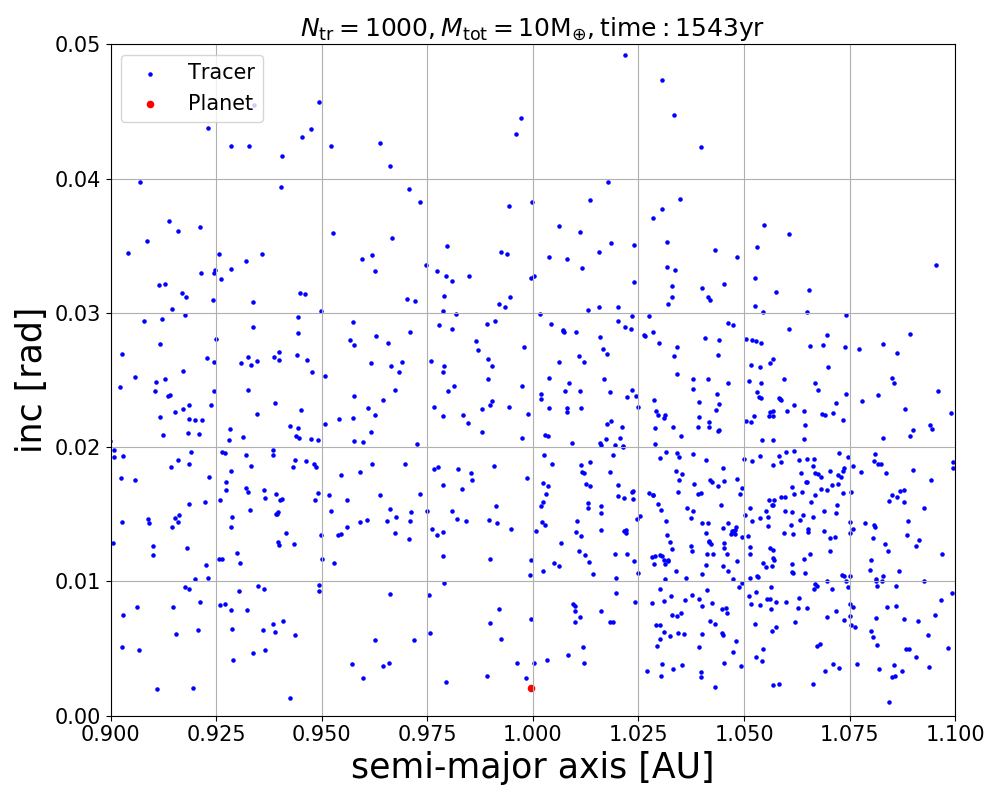 N_tr = 1000, M_tot = 10M_⊕, time : 1543yr
Tracer
Planet
0.05
0.04
0.03
0.02
0.01
0.00
inc [rad]
0.900 0.925 0.950 0.975 1.000 1.025 1.050 1.075 1.100
semi-major axis [AU]